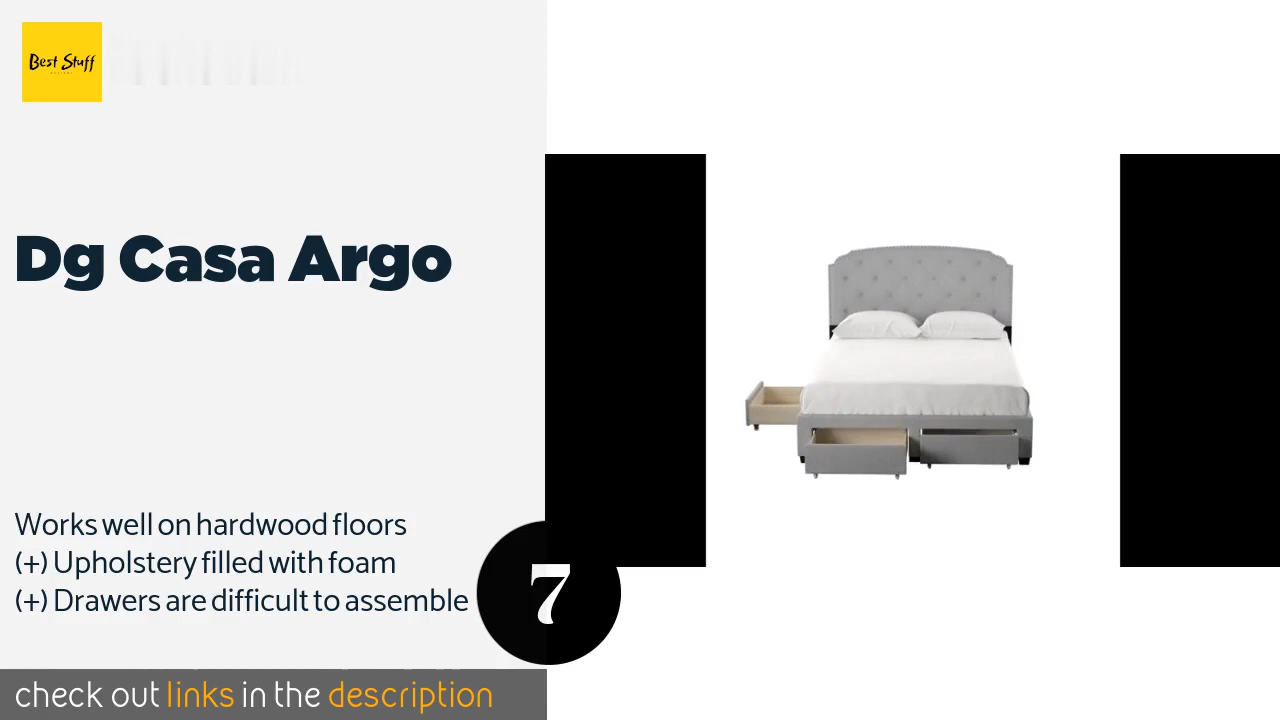 Best Stuff
Dg Casa Argo
Works well on hardwood floors
(+) Upholstery filled with foam
(+) Drawers are difficult to assemble
7
check out links in the description